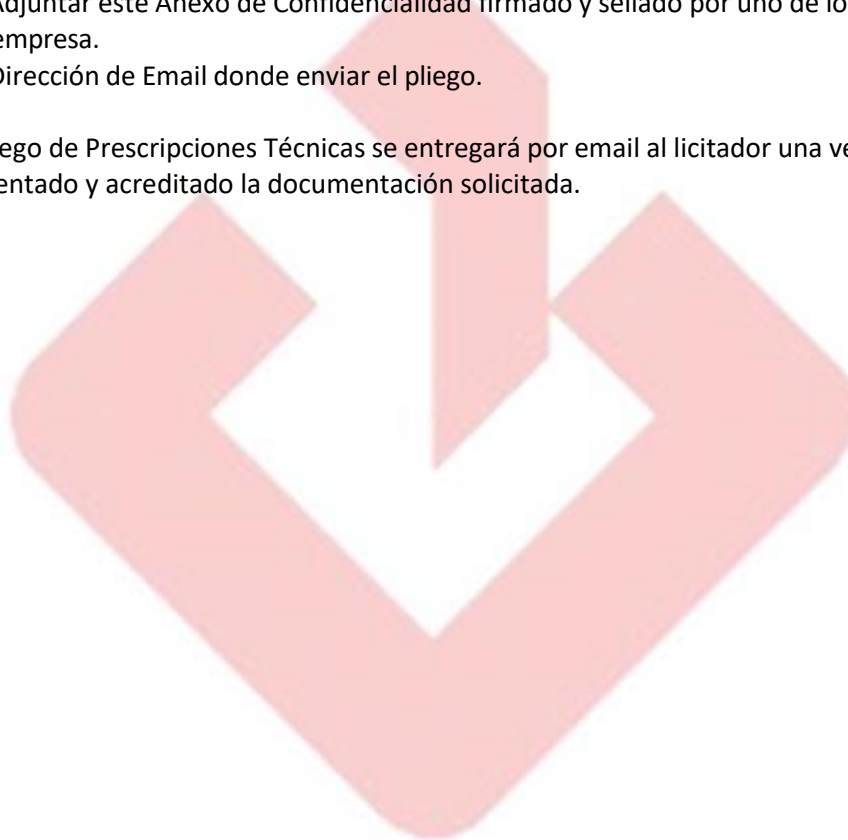 Adjuntar este Anexo de Confidencialidad firmado y sellado por uno de lo
empresa.
Dirección de Email donde enviar el pliego.
iego de Prescripciones Técnicas se entregará por email al licitador una ve
entado y acreditado la documentación solicitada.